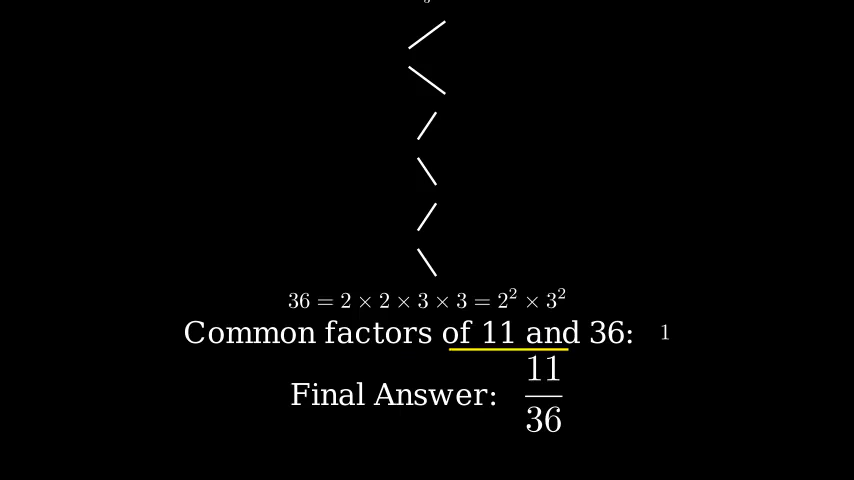 36 = 2 × 2 × 3 × 3 = 2² × 3²
Common factors of 11 and 36: 1
Final Answer: 11/36